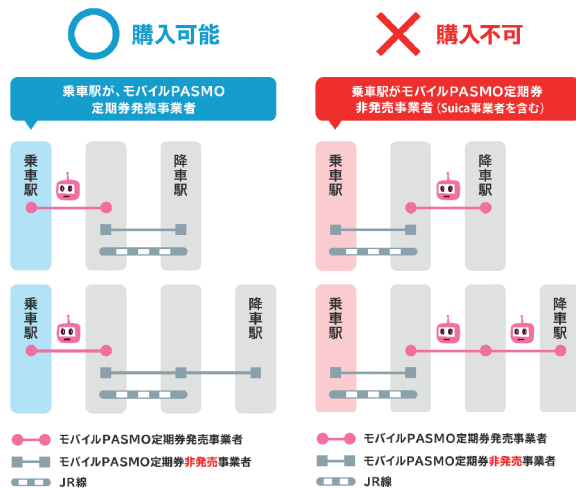 購入可能
購入不可
乗車駅が、モバイルPASMO
定期券発売事業者
乗車駅がモバイルPASMO定期券
非発売事業者(Suica事業者を含む)
乗車駅
降車駅
乗車駅
降車駅
乗車駅
降車駅
乗車駅
降車駅
モバイルPASMO定期券発売事業者
モバイルPASMO定期券非発売事業者
JR線
モバイルPASMO定期券発売事業者
モバイルPASMO定期券非発売事業者
JR線